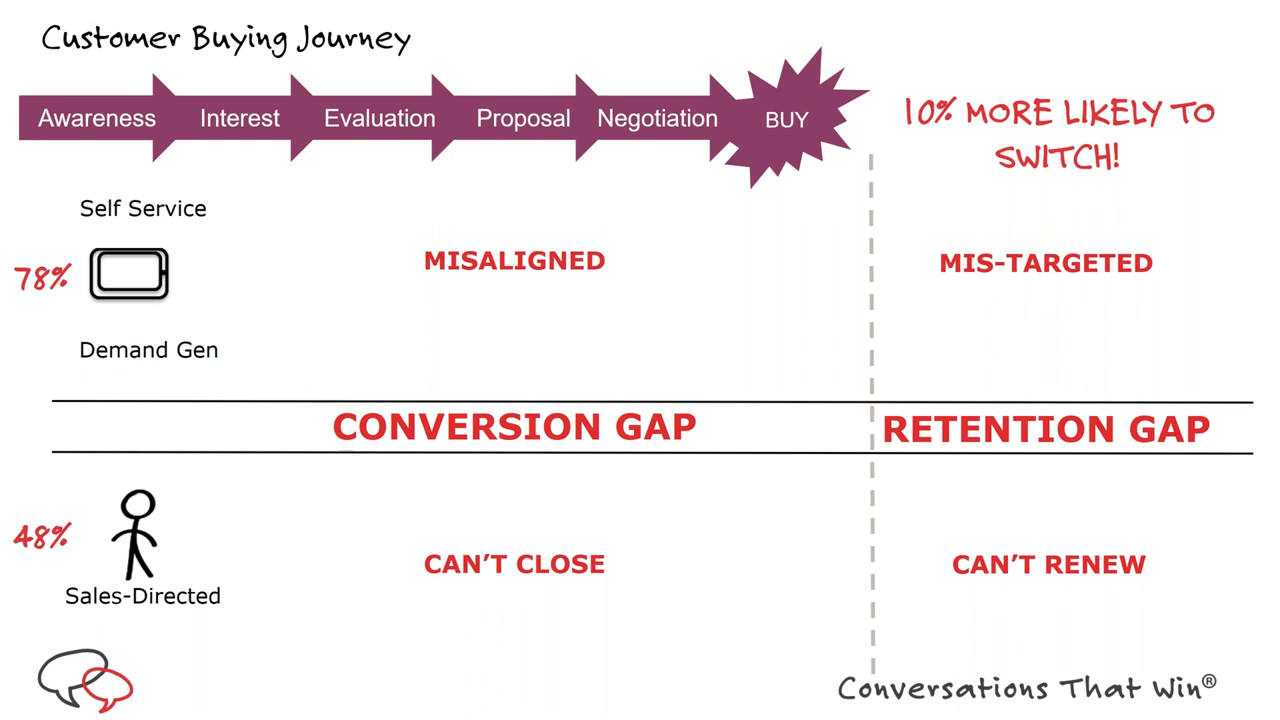 Customer Buying Journey
Awareness
Interest
Evaluation
Proposal
Negotiation
BUY
10% MORE LIKELY TO
SWITCH!
Self Service
78%
MISALIGNED
MIS-TARGETED
Demand Gen
CONVERSION GAP
RETENTION GAP
48%
CAN'T CLOSE
CAN'T RENEW
Sales-Directed
Conversations That Win®